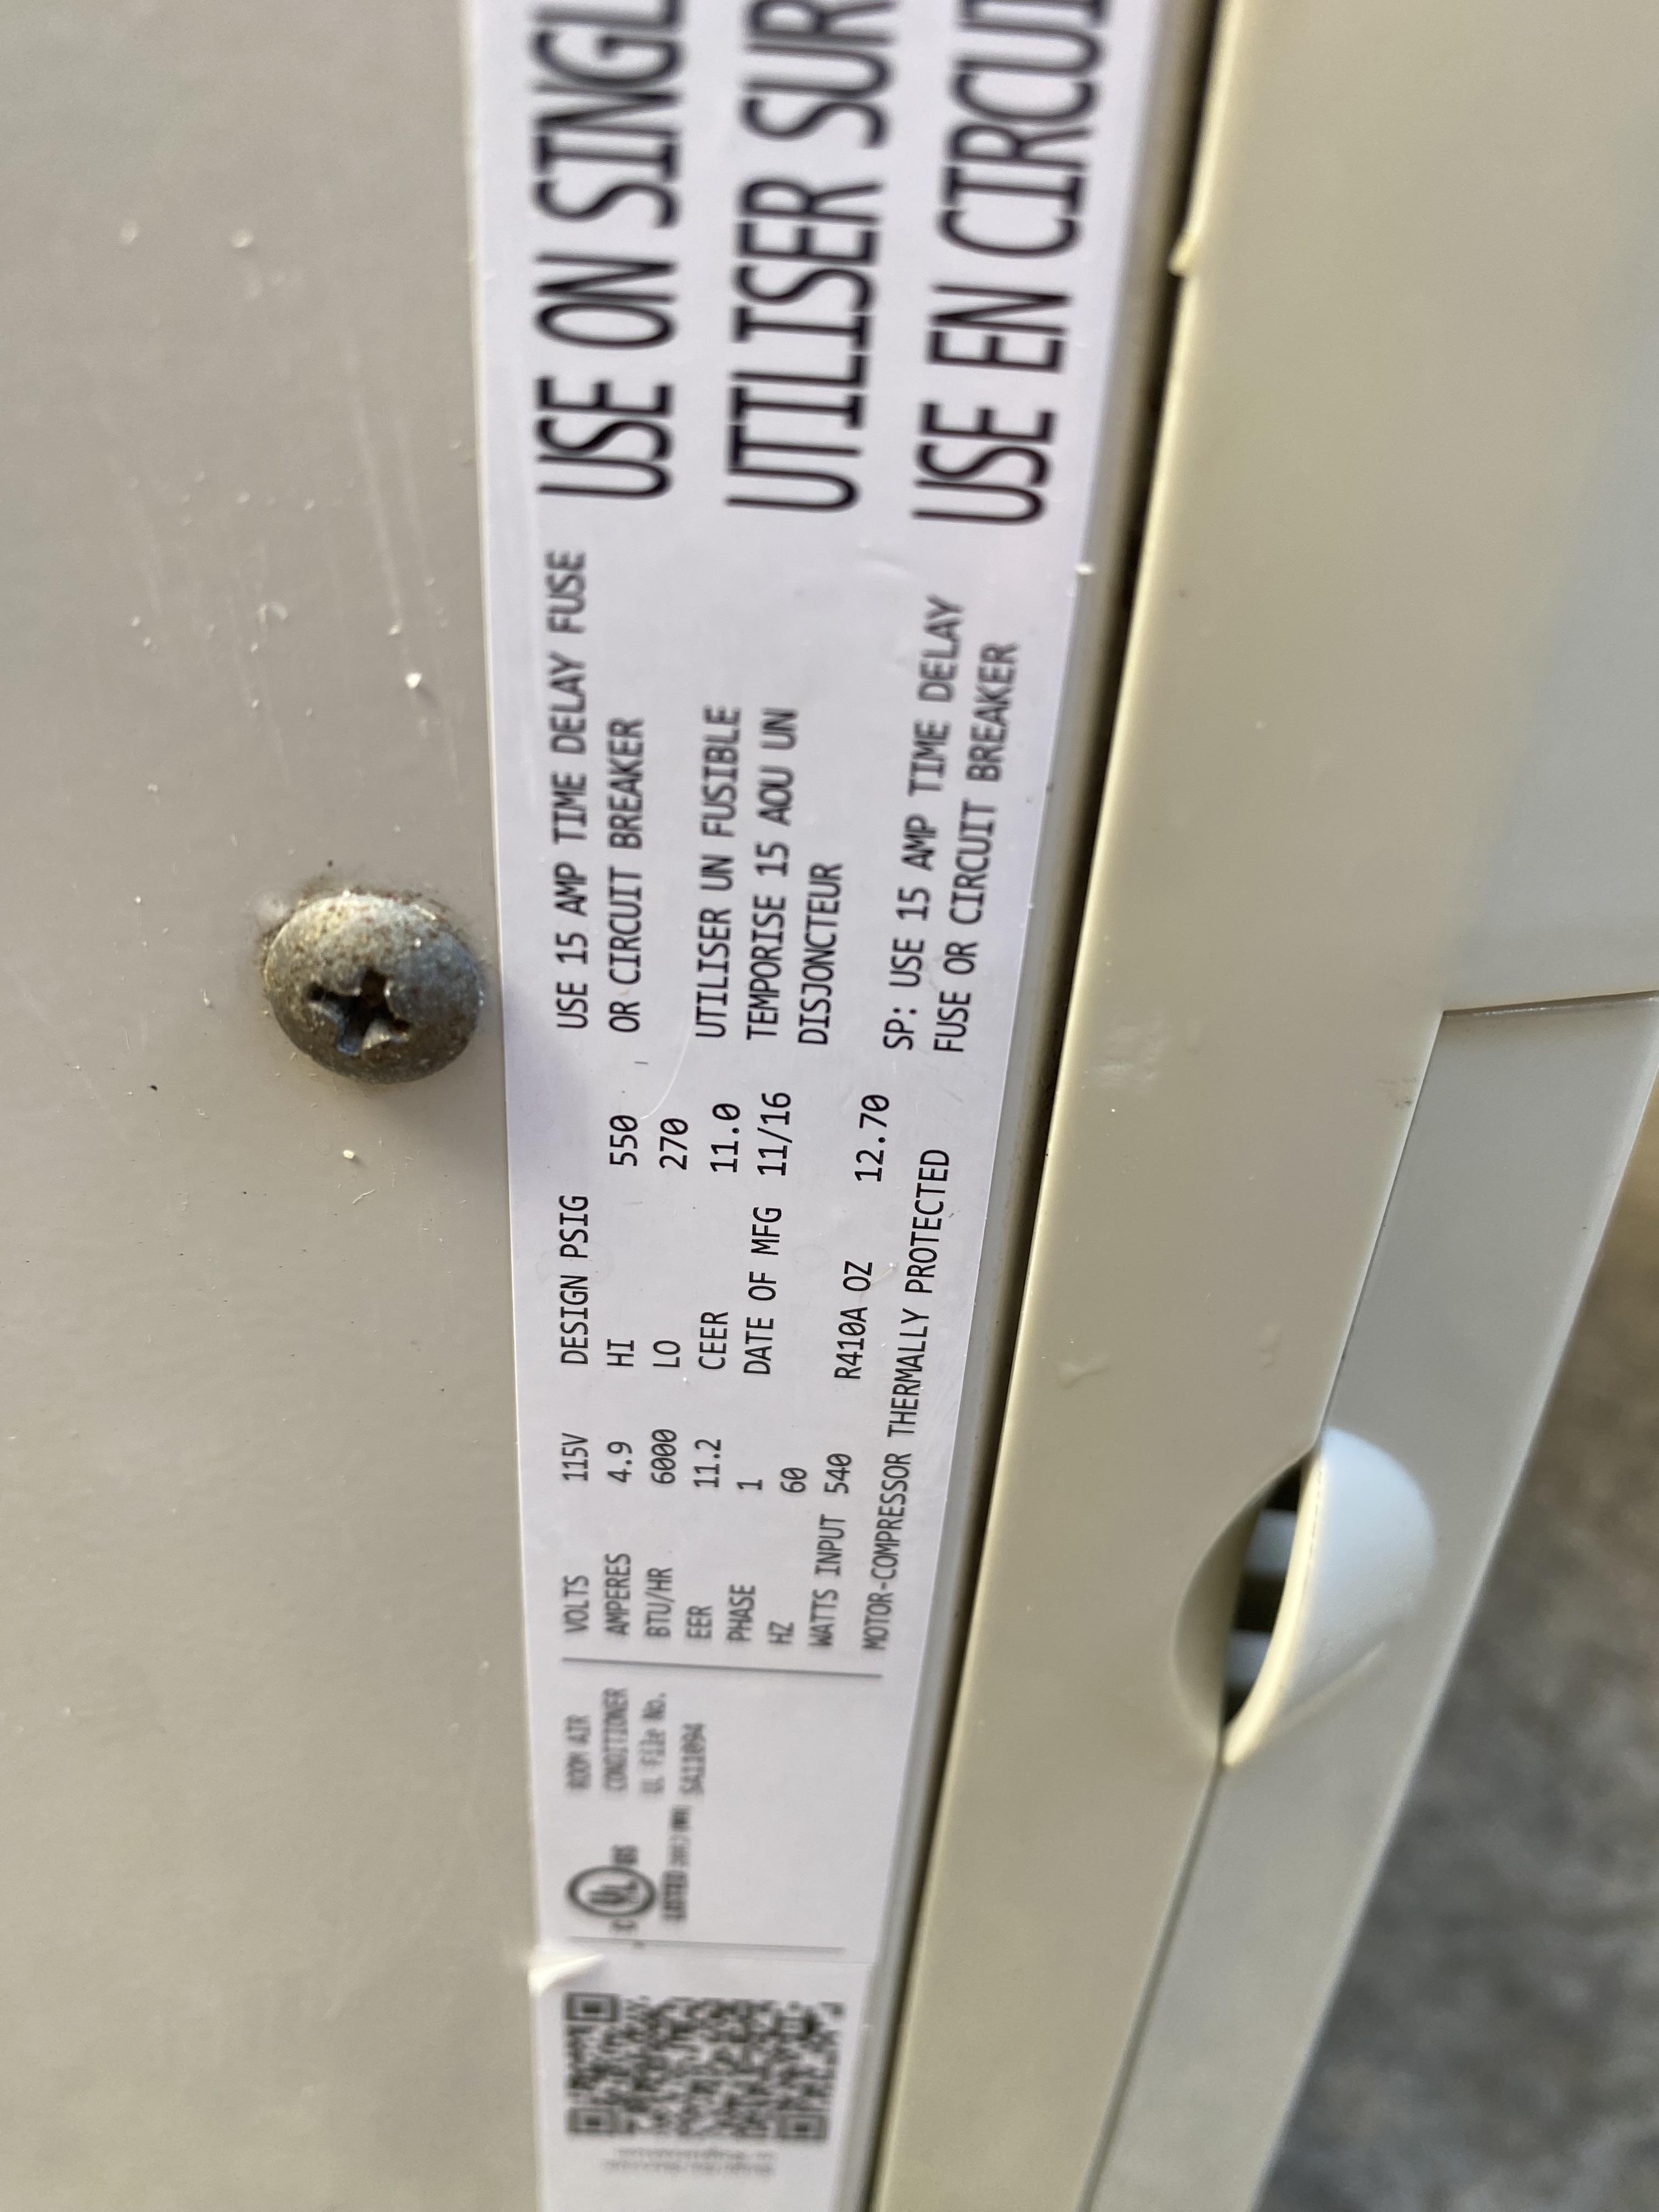 ROOM AIR
CONDITIONER
UL File No.
SA11094
C UL US
LISTED
VOLTS 115V
AMPERES 4.9
BTU/HR 6000
EER 11.2
PHASE 1
HZ 60
WATTS INPUT 540
MOTOR-COMPRESSOR THERMALLY PROTECTED
DESIGN PSIG
HI 550
LO 270
CEER 11.0
DATE OF MFG 11/16
R410A OZ 12.70
USE 15 AMP TIME DELAY FUSE
OR CIRCUIT BREAKER
UTILISER UN FUSIBLE
TEMPORISE 15 AOU UN
DISJONCTEUR
SP: USE 15 AMP TIME DELAY
FUSE OR CIRCUIT BREAKER
USE ON SINGL
UTILISER SUR
USE EN CIRCUI